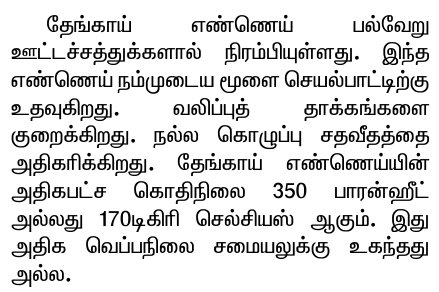 தேங்காய் எண்ணெய் பல்வேறு
ஊட்டச்சத்துக்களால் நிரம்பியுள்ளது. இந்த
எண்ணெய் நம்முடைய மூளை செயல்பாட்டிற்கு
உதவுகிறது. வலிப்புத் தாக்கங்களை
குறைக்கிறது. நல்ல கொழுப்பு சதவீதத்தை
அதிகரிக்கிறது. தேங்காய் எண்ணெய்யின்
அதிகபட்ச கொதிநிலை 350 பாரன்ஹீட்
அல்லது 170டிகிரி செல்சியஸ் ஆகும். இது
அதிக வெப்பநிலை சமையலுக்கு உகந்தது
அல்ல.